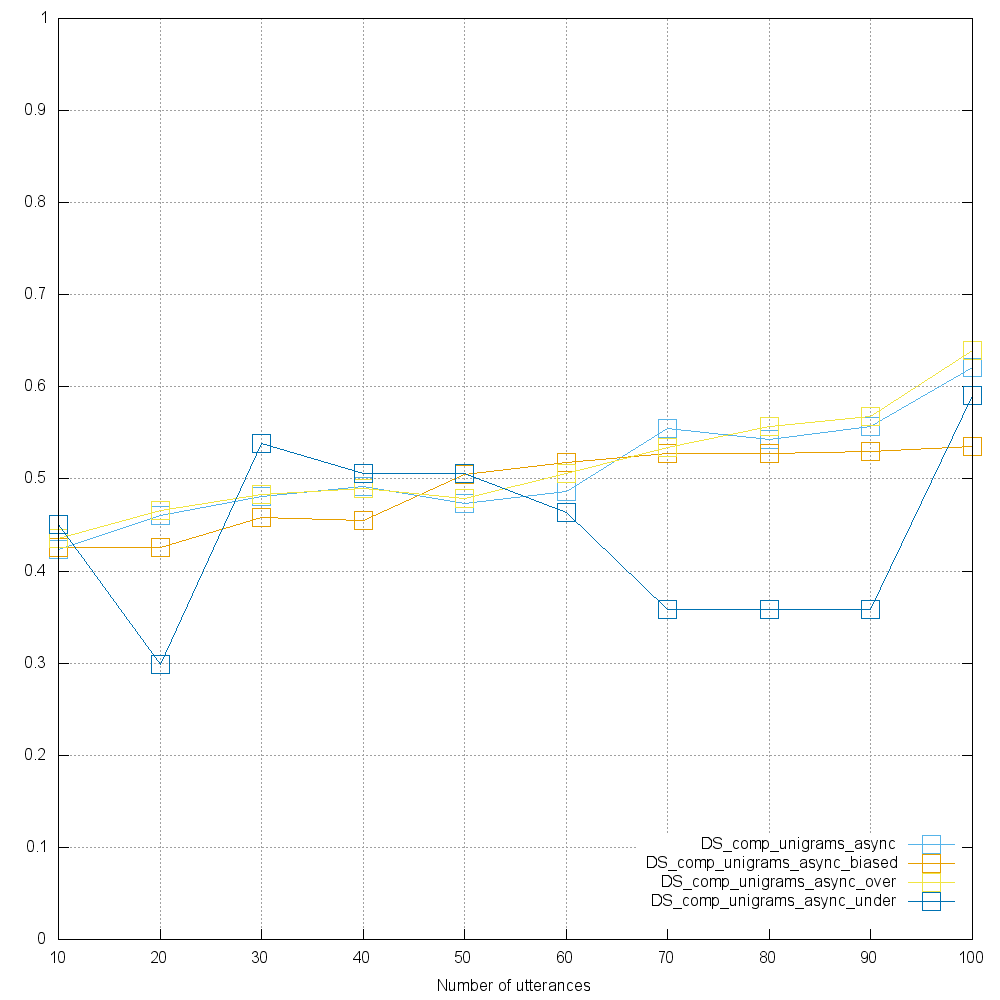 1
0.9
0.8
0.7
0.6
0.5
0.4
0.3
0.2
0.1
0
DS_comp_unigrams_async
DS_comp_unigrams_async_biased
DS_comp_unigrams_async_over
DS_comp_unigrams_async_under
10 20 30 40 50 60 70 80 90 100
Number of utterances